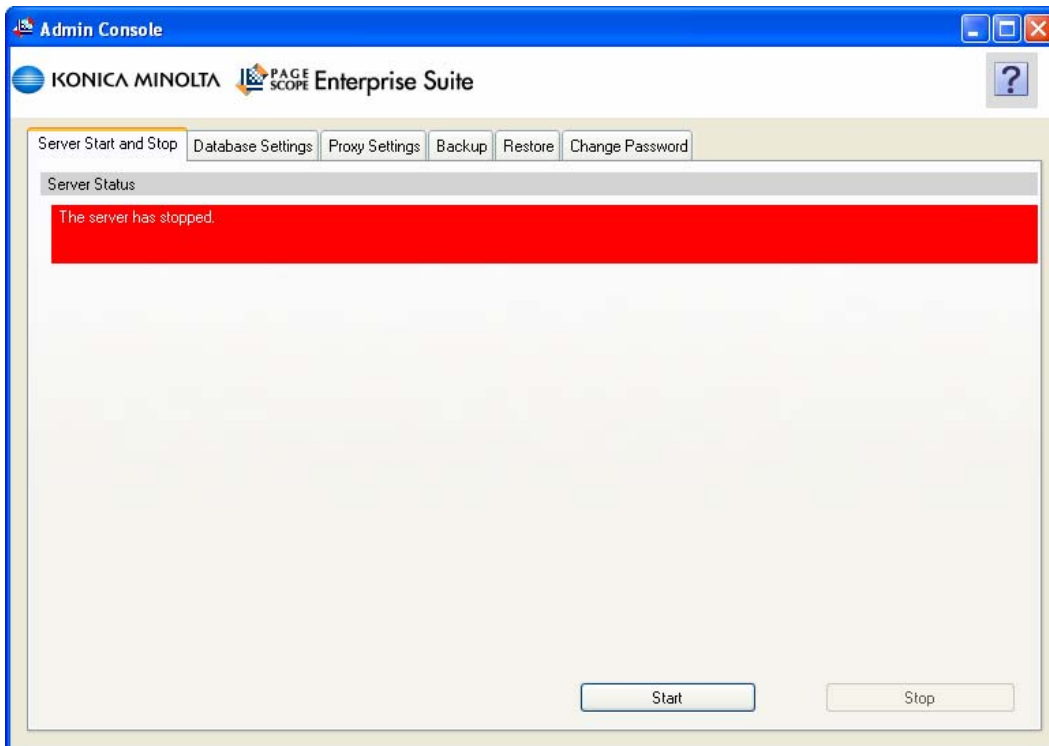 Admin Console
KONICA MINOLTA PAGE SCOPE Enterprise Suite
?
Server Start and Stop Database Settings Proxy Settings Backup Restore Change Password
Server Status
The server has stopped.
Start Stop